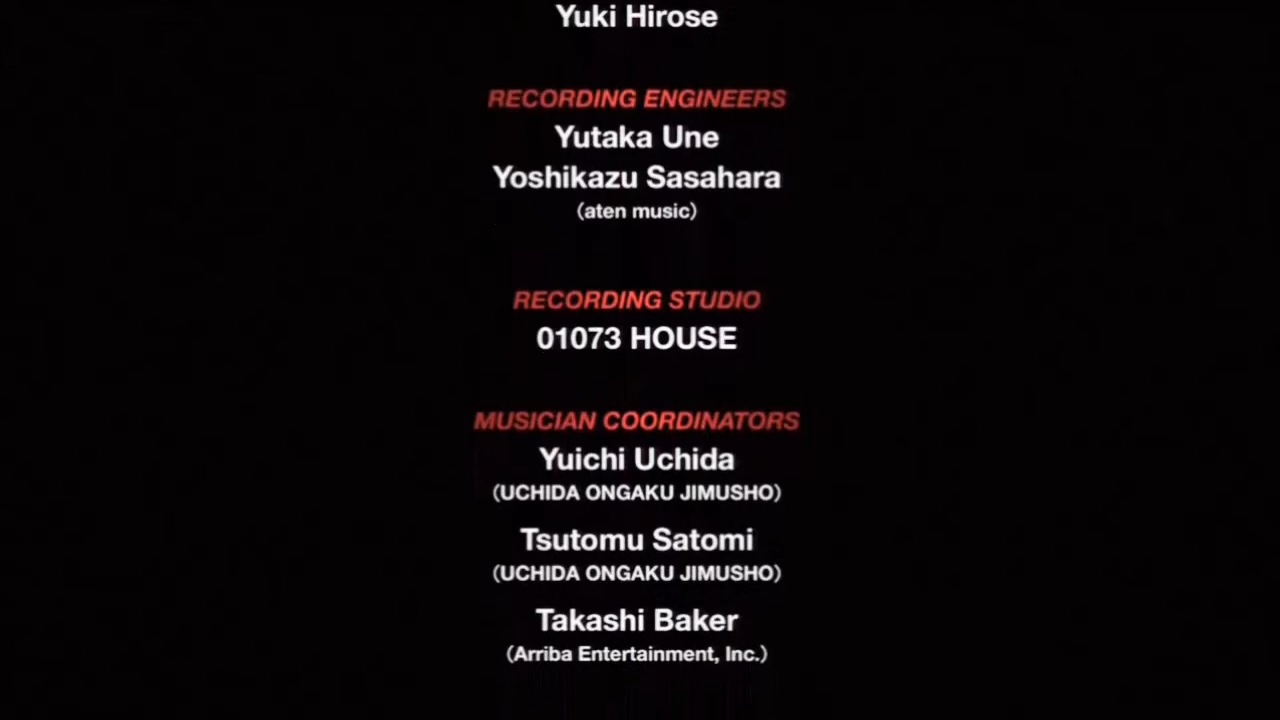 Yuki Hirose
RECORDING ENGINEERS
Yutaka Une
Yoshikazu Sasahara
(aten music)
RECORDING STUDIO
01073 HOUSE
MUSICIAN COORDINATORS
Yuichi Uchida
(UCHIDA ONGAKU JIMUSHO)
Tsutomu Satomi
(UCHIDA ONGAKU JIMUSHO)
Takashi Baker
(Arriba Entertainment, Inc.)